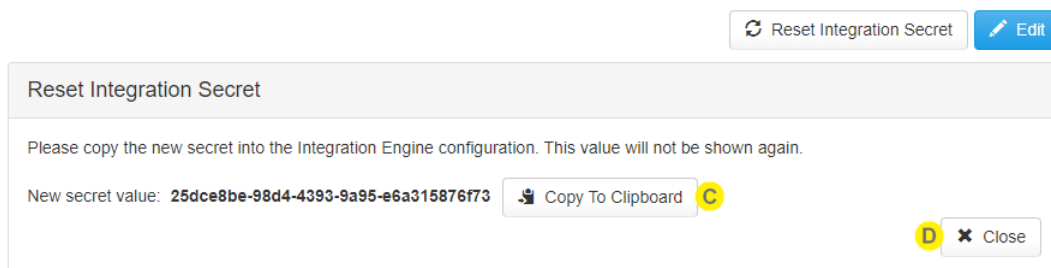 Reset Integration Secret Edit
Reset Integration Secret
Please copy the new secret into the Integration Engine configuration. This value will not be shown again.
New secret value: 25dce8be-98d4-4393-9a95-e6a315876f73 Copy To Clipboard C
D Close